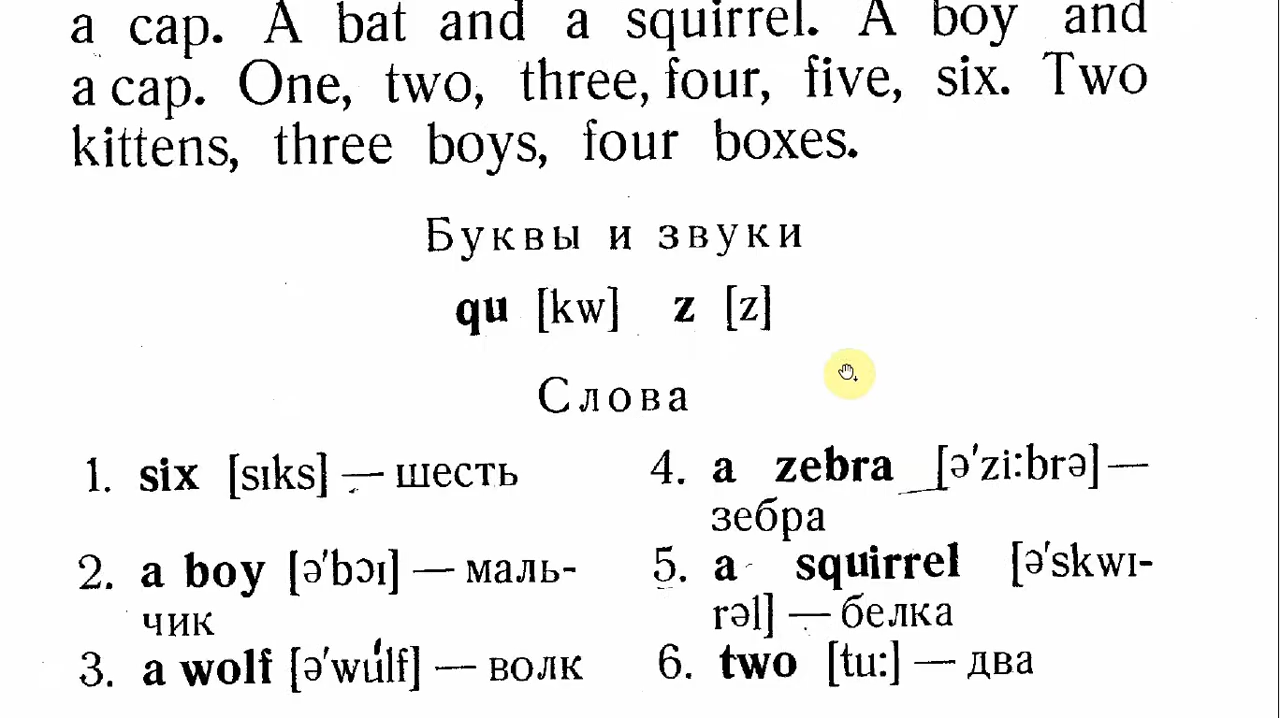 a cap. A bat and a squirrel. A boy and
a cap. One, two, three, four, five, six. Two
kittens, three boys, four boxes.
Буквы и звуки
qu [kw] z [z]
Слова
1. six [sɪks] — шесть
2. a boy [ə'bɔɪ] — маль-
чик
3. a wolf [ə'wulf] — волк
4. a zebra [ə'zi:brə] —
зебра
5. a squirrel [ə'skwɪ-
rəl] — белка
6. two [tu:] — два